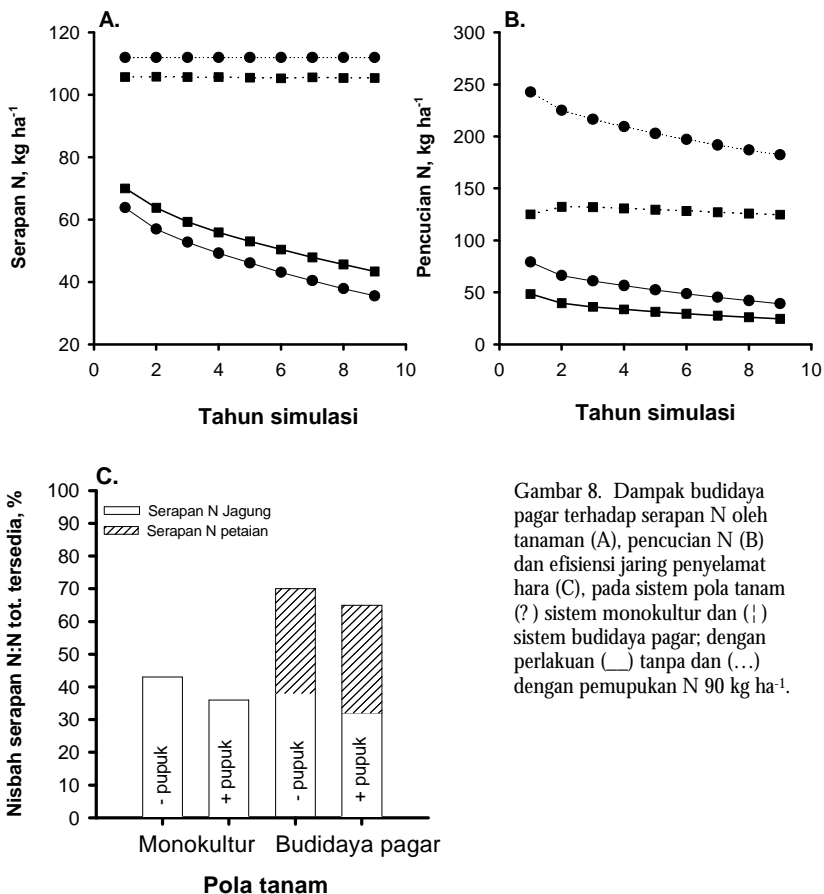 A.
120
100
80
60
40
20
0 2 4 6 8 10
Serapan N, kg ha-1
Tahun simulasi
B.
300
250
200
150
100
50
0
0 2 4 6 8 10
Pencucian N, kg ha-1
Tahun simulasi
C.
100
90
80
70
60
50
40
30
20
10
0
Nisbah serapan N:N tot. tersedia, %
Serapan N Jagung
Serapan N petaian
- pupuk
+ pupuk
- pupuk
+ pupuk
Monokultur Budidaya pagar
Pola tanam
Gambar 8. Dampak budidaya
pagar terhadap serapan N oleh
tanaman (A), pencucian N (B)
dan efisiensi jaring penyelamat
hara (C), pada sistem pola tanam
(? ) sistem monokultur dan (¦ )
sistem budidaya pagar; dengan
perlakuan (__) tanpa dan (…)
dengan pemupukan N 90 kg ha-1.